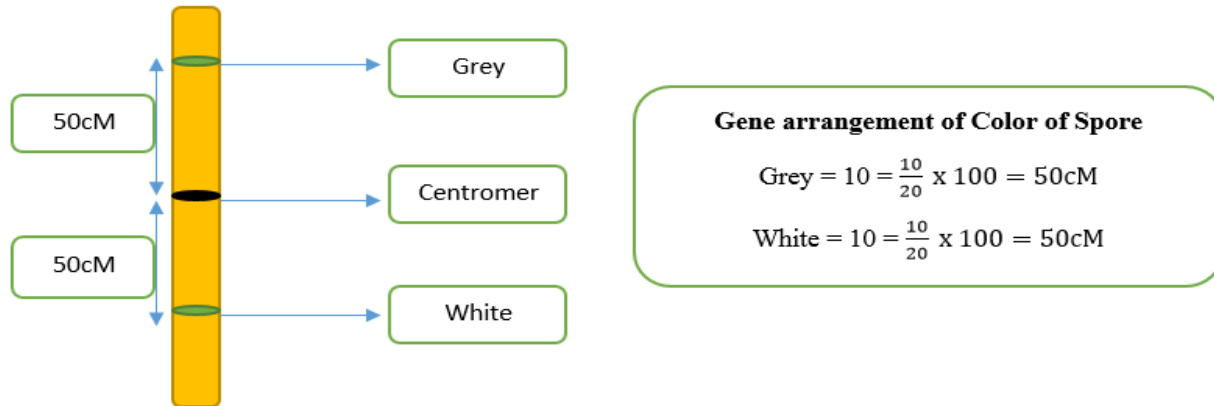 Grey
50cM
Centromer
50cM
White
Gene arrangement of Color of Spore
Grey = 10 = 10/20 x 100 = 50cM
White = 10 = 10/20 x 100 = 50cM